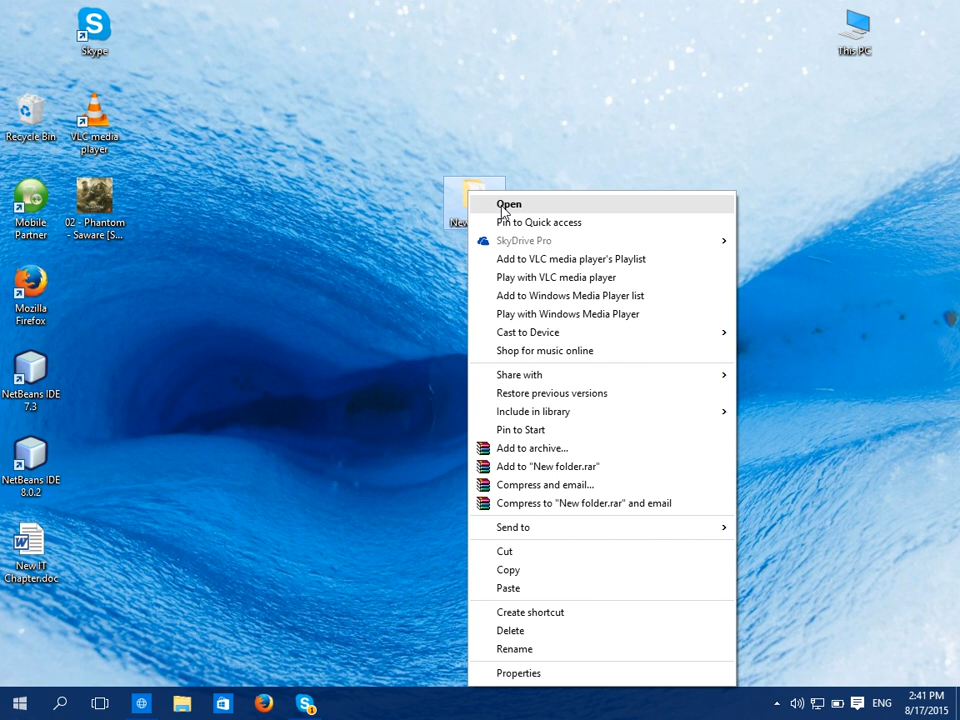 Skype
This PC
Recycle Bin
VLC media
player
Mobile
Partner
02 - Phantom
- Saware [S...
Mozilla
Firefox
NetBeans IDE
7.3
NetBeans IDE
8.0.2
New IT
Chapter.doc
New
Open
Pin to Quick access
SkyDrive Pro
Add to VLC media player's Playlist
Play with VLC media player
Add to Windows Media Player list
Play with Windows Media Player
Cast to Device
Shop for music online
Share with
Restore previous versions
Include in library
Pin to Start
Add to archive...
Add to "New folder.rar"
Compress and email...
Compress to "New folder.rar" and email
Send to
Cut
Copy
Paste
Create shortcut
Delete
Rename
Properties
1
ENG
2:41 PM
8/17/2015